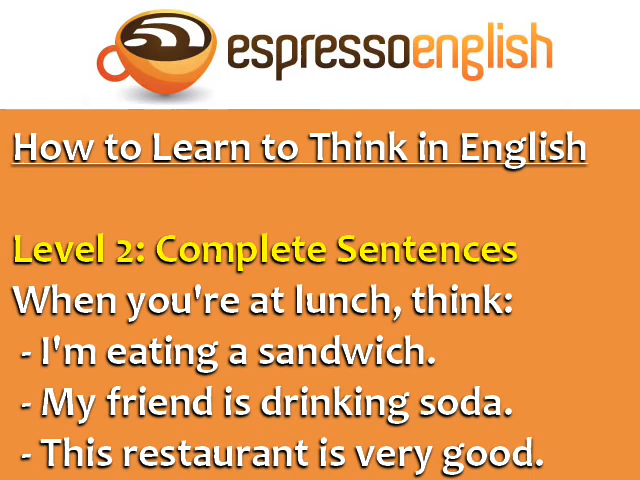 espressoenglish
How to Learn to Think in English
Level 2: Complete Sentences
When you're at lunch, think:
- I'm eating a sandwich.
- My friend is drinking soda.
- This restaurant is very good.